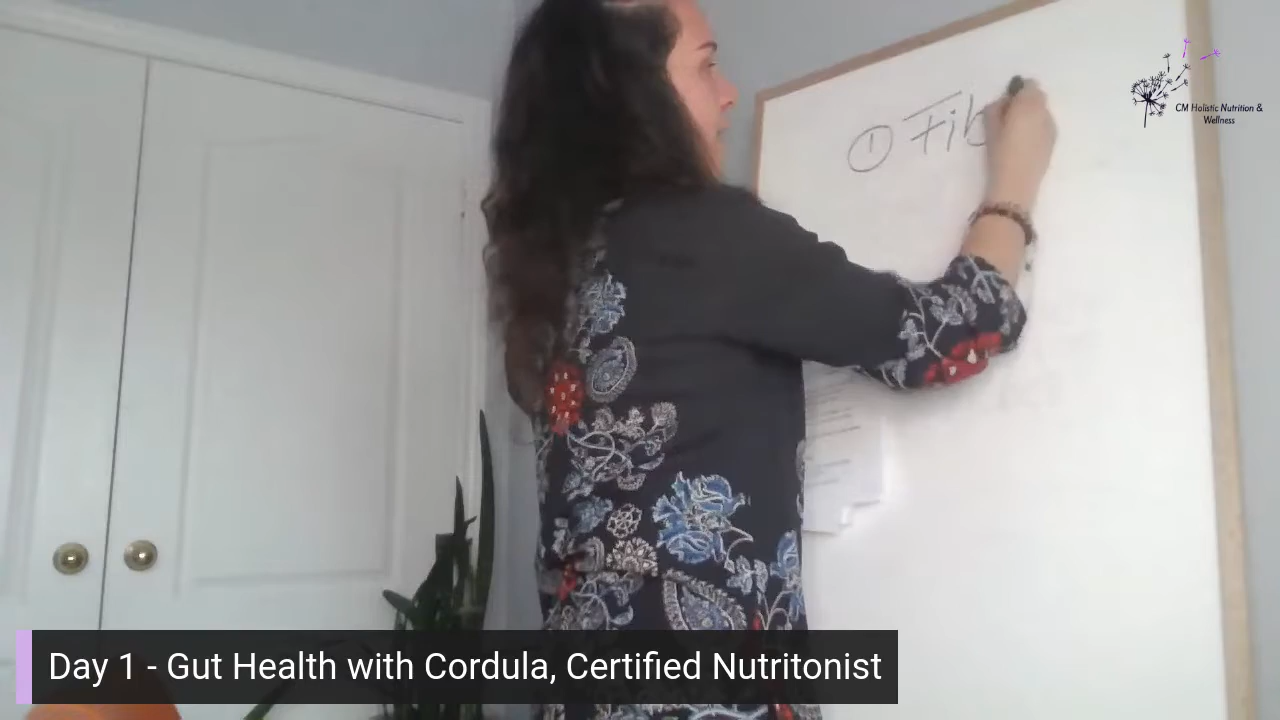 CM Holistic Nutrition &
Wellness
① Fib
Day 1 - Gut Health with Cordula, Certified Nutritonist